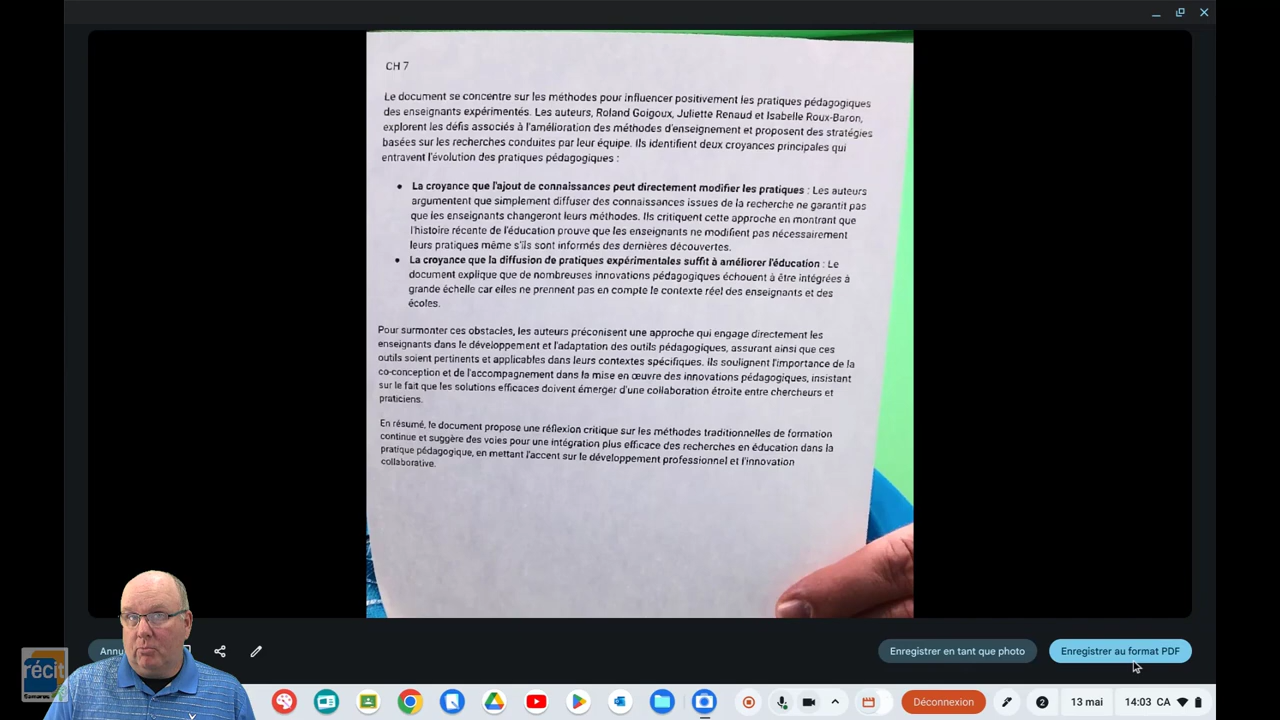 CH 7
Le document se concentre sur les méthodes pour influencer positivement les pratiques pédagogiques
des enseignants expérimentés. Les auteurs, Roland Goigoux, Juliette Renaud et Isabelle Roux-Baron,
explorent les défis associés à l'amélioration des méthodes d'enseignement et proposent des stratégies
basées sur les recherches conduites par leur équipe. Ils identifient deux croyances principales qui
entravent l'évolution des pratiques pédagogiques :
• La croyance que l'ajout de connaissances peut directement modifier les pratiques : Les auteurs
argumentent que simplement diffuser des connaissances issues de la recherche ne garantit pas
que les enseignants changeront leurs méthodes. Ils critiquent cette approche en montrant que
l'histoire récente de l'éducation prouve que les enseignants ne modifient pas nécessairement
leurs pratiques même s'ils sont informés des dernières découvertes.
• La croyance que la diffusion de pratiques expérimentales suffit à améliorer l'éducation : Le
document explique que de nombreuses innovations pédagogiques échouent à être intégrées à
grande échelle car elles ne prennent pas en compte le contexte réel des enseignants et des
écoles.
Pour surmonter ces obstacles, les auteurs préconisent une approche qui engage directement les
enseignants dans le développement et l'adaptation des outils pédagogiques, assurant ainsi que ces
outils soient pertinents et applicables dans leurs contextes spécifiques. Ils soulignent l'importance de la
co-conception et de l'accompagnement dans la mise en œuvre des innovations pédagogiques, insistant
sur le fait que les solutions efficaces doivent émerger d'une collaboration étroite entre chercheurs et
praticiens.
En résumé, le document propose une réflexion critique sur les méthodes traditionnelles de formation
continue et suggère des voies pour une intégration plus efficace des recherches en éducation dans la
pratique pédagogique, en mettant l'accent sur le développement professionnel et l'innovation
collaborative.
Annu
Enregistrer en tant que photo
Enregistrer au format PDF
récit
Déconnexion
2
13 mai
14:03 CA